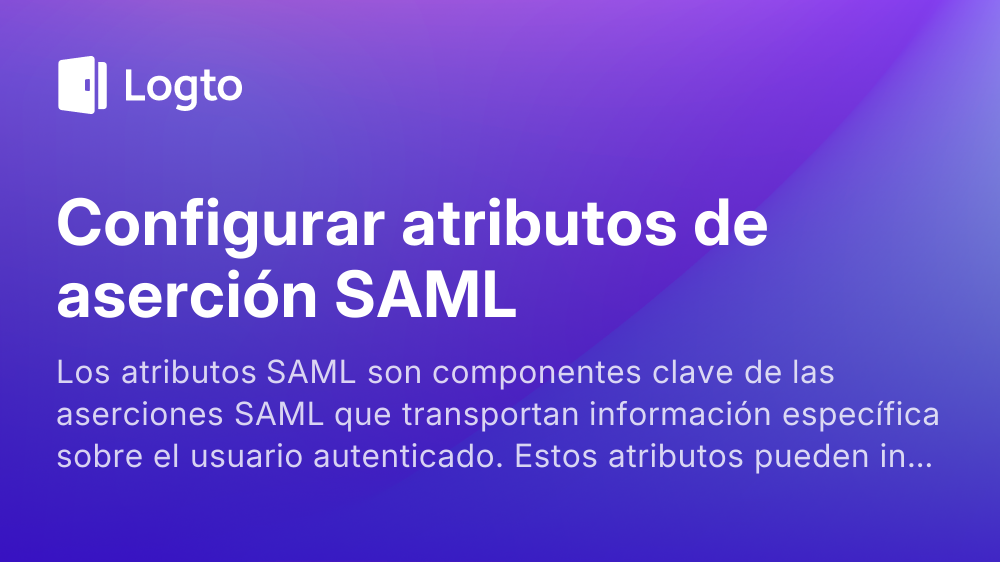 Logto
Configurar atributos de
aserción SAML
Los atributos SAML son componentes clave de las
aserciones SAML que transportan información específica
sobre el usuario autenticado. Estos atributos pueden in...